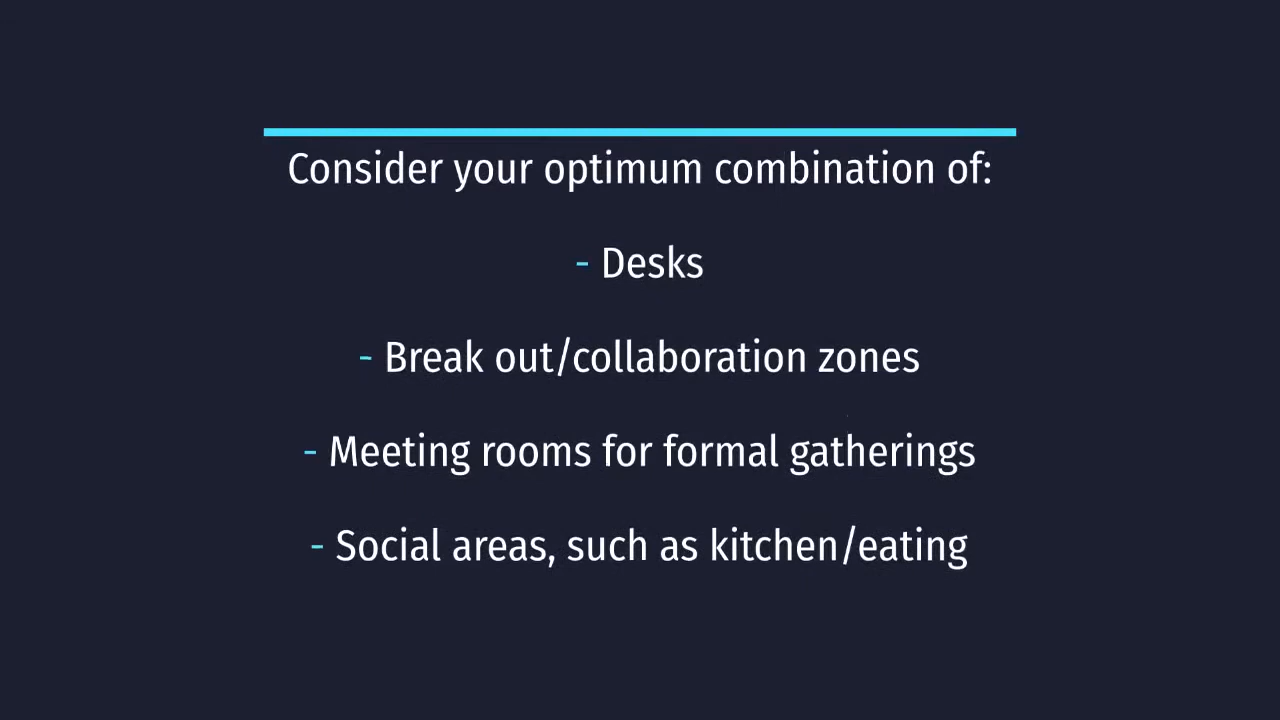 Consider your optimum combination of:
- Desks
- Break out/collaboration zones
- Meeting rooms for formal gatherings
- Social areas, such as kitchen/eating